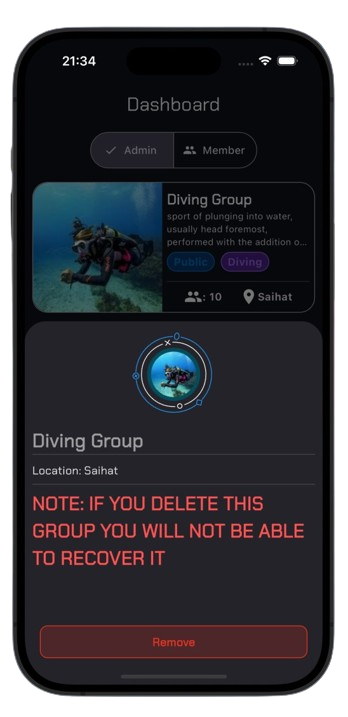 21:34
Dashboard
Admin
Member
Diving Group
sport of plunging into water,
usually head foremost,
performed with the addition o...
Public
Diving
: 10
Saihat
Diving Group
Location: Saihat
NOTE: IF YOU DELETE THIS
GROUP YOU WILL NOT BE ABLE
TO RECOVER IT
Remove